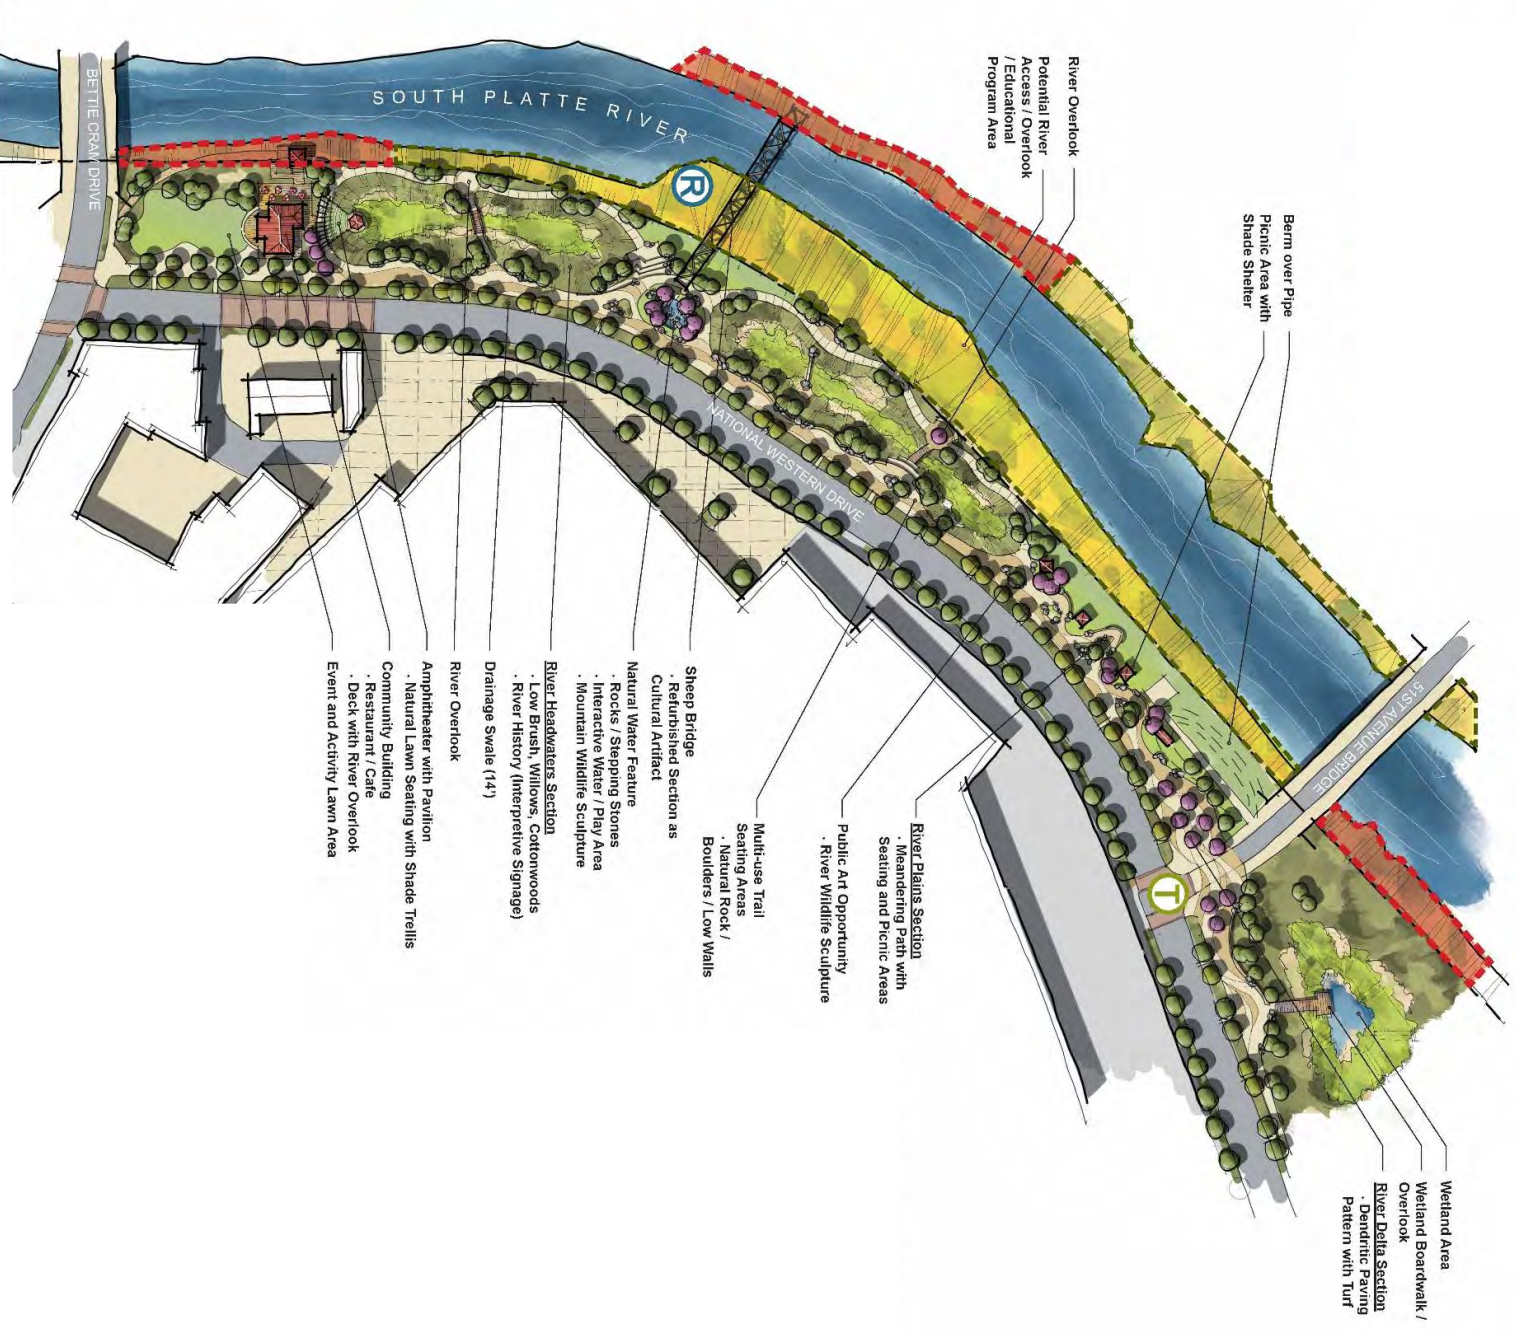 BETTIE CRAM DRIVE
SOUTH PLATTE RIVER
River Overlook
Potential River
Access / Overlook
/ Educational
Program Area
R
Berm over Pipe
Picnic Area with
Shade Shelter
NATIONAL WESTERN DRIVE
51ST AVENUE BRIDGE
T
Wetland Area
Wetland Boardwalk /
Overlook
River Delta Section
· Dendritic Paving
Pattern with Turf
River Plains Section
· Meandering Path with
Seating and Picnic Areas
Public Art Opportunity
· River Wildlife Sculpture
Multi-use Trail
Seating Areas
· Natural Rock /
Boulders / Low Walls
Sheep Bridge
· Refurbished Section as
Cultural Artifact
Natural Water Feature
· Rocks / Stepping Stones
· Interactive Water / Play Area
· Mountain Wildlife Sculpture
River Headwaters Section
· Low Brush, Willows, Cottonwoods
· River History (Interpretive Signage)
Drainage Swale (14')
River Overlook
Amphitheater with Pavilion
· Natural Lawn Seating with Shade Trellis
Community Building
· Restaurant / Cafe
· Deck with River Overlook
Event and Activity Lawn Area